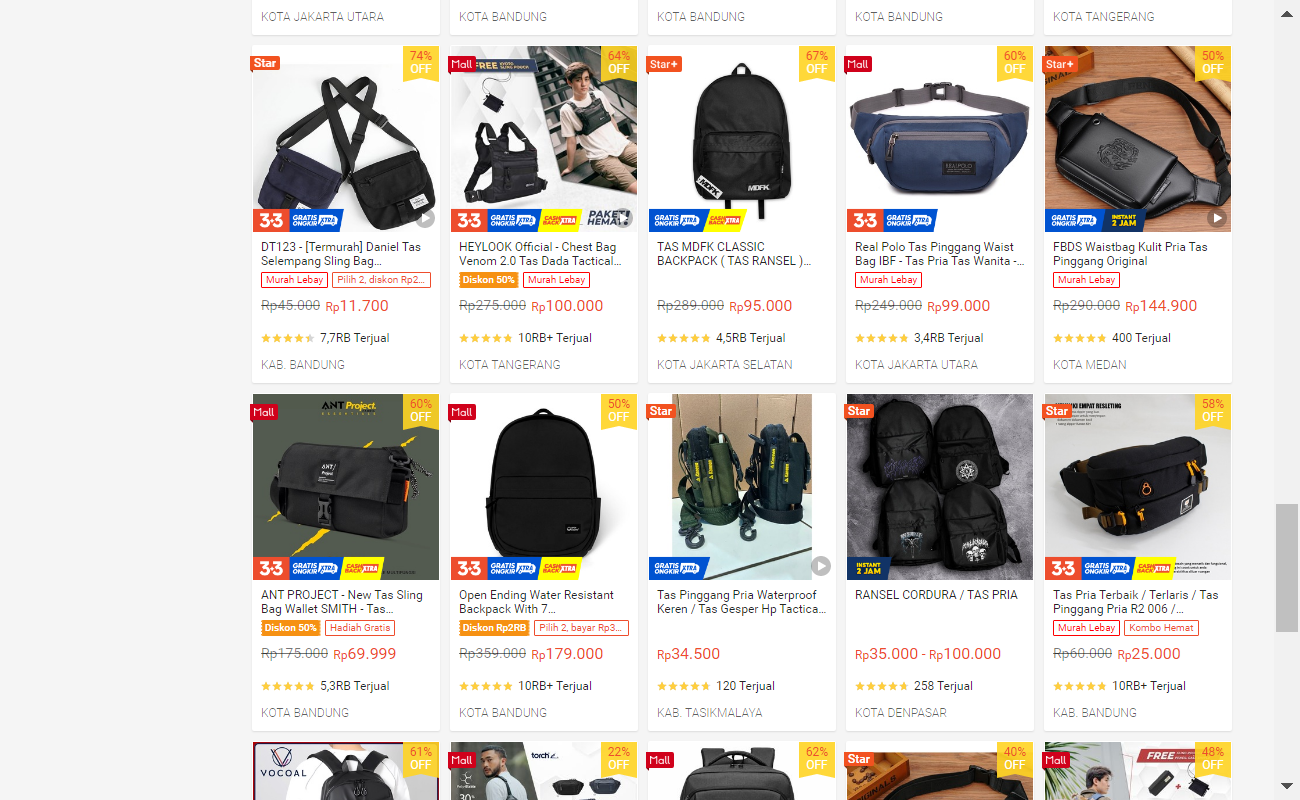 KOTA JAKARTA UTARA
KOTA BANDUNG
KOTA BANDUNG
KOTA BANDUNG
KOTA TANGERANG
Star
74%
OFF
3.3 GRATIS ONGKIR XTRA
DT123 - [Termurah] Daniel Tas
Selempang Sling Bag...
Murah Lebay Pilih 2, diskon Rp2...
Rp45.000 Rp11.700
7,7RB Terjual
KAB. BANDUNG
Mall
FREE KYOTO SLING POUCH
64%
OFF
PAKET
HEMAT
3.3 GRATIS ONGKIR XTRA CASHBACK XTRA
HEYLOOK Official - Chest Bag
Venom 2.0 Tas Dada Tactical...
Diskon 50% Murah Lebay
Rp275.000 Rp100.000
10RB+ Terjual
KOTA TANGERANG
Star+
67%
OFF
MDFK
MDFK
GRATIS ONGKIR XTRA CASHBACK XTRA
TAS MDFK CLASSIC
BACKPACK ( TAS RANSEL )...
Rp289.000 Rp95.000
4,5RB Terjual
KOTA JAKARTA SELATAN
Mall
60%
OFF
REAL POLO
3.3 GRATIS ONGKIR XTRA
Real Polo Tas Pinggang Waist
Bag IBF - Tas Pria Tas Wanita -...
Murah Lebay
Rp249.000 Rp99.000
3,4RB Terjual
KOTA JAKARTA UTARA
Star+
50%
OFF
GRATIS ONGKIR XTRA INSTANT 2 JAM
FBDS Waistbag Kulit Pria Tas
Pinggang Original
Murah Lebay
Rp290.000 Rp144.900
400 Terjual
KOTA MEDAN
Mall
ANT Project.
60%
OFF
ANT/
Project
3.3 GRATIS ONGKIR XTRA CASHBACK XTRA
ANT PROJECT - New Tas Sling
Bag Wallet SMITH - Tas...
Diskon 50% Hadiah Gratis
Rp175.000 Rp69.999
5,3RB Terjual
KOTA BANDUNG
Mall
50%
OFF
3.3 GRATIS ONGKIR XTRA CASHBACK XTRA
Open Ending Water Resistant
Backpack With 7...
Diskon Rp2RB Pilih 2, bayar Rp3...
Rp359.000 Rp179.000
10RB+ Terjual
KOTA BANDUNG
Star
GRATIS ONGKIR XTRA
Tas Pinggang Pria Waterproof
Keren / Tas Gesper Hp Tactica...
Rp34.500
120 Terjual
KAB. TASIKMALAYA
Star
INSTANT
2 JAM
RANSEL CORDURA / TAS PRIA
Rp35.000 - Rp100.000
258 Terjual
KOTA DENPASAR
Star
EMPAT RESLETING
58%
OFF
3.3 GRATIS ONGKIR XTRA CASHBACK XTRA
Tas Pria Terbaik / Terlaris / Tas
Pinggang Pria R2 006 /...
Murah Lebay Kombo Hemat
Rp60.000 Rp25.000
10RB+ Terjual
KAB. BANDUNG
VOCOAL
61%
OFF
Mall
torch
30+
22%
OFF
Mall
62%
OFF
Star
40%
OFF
Mall
FREE
48%
OFF